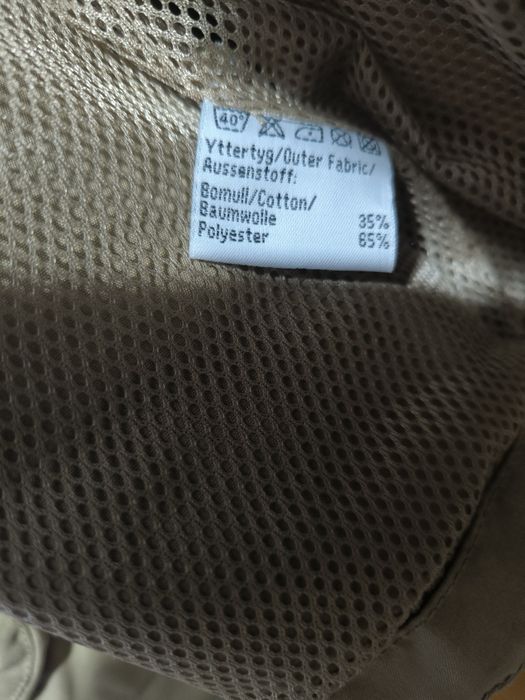 40°
Yttertyg/Outer Fabric/
Aussenstoff:
Bomull/Cotton/
Baumwolle 35%
Polyester 65%